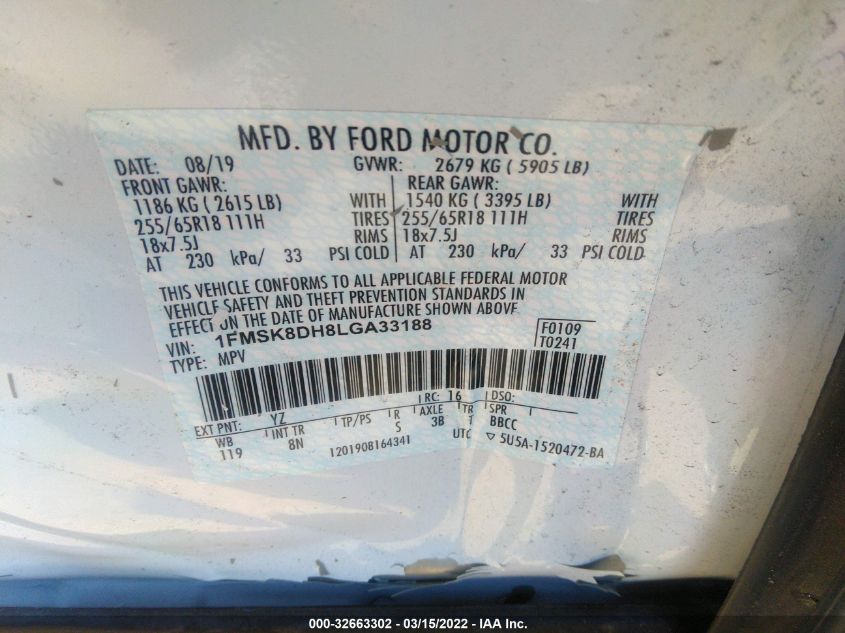 MFD. BY FORD MOTOR CO.
DATE: 08/19 GVWR: 2679 KG ( 5905 LB)
FRONT GAWR: REAR GAWR:
1186 KG ( 2615 LB) WITH 1540 KG ( 3395 LB) WITH
255/65R18 111H TIRES 255/65R18 111H TIRES
18x7.5J RIMS 18x7.5J RIMS
AT 230 kPa/ 33 PSI COLD AT 230 kPa/ 33 PSI COLD
THIS VEHICLE CONFORMS TO ALL APPLICABLE FEDERAL MOTOR
VEHICLE SAFETY AND THEFT PREVENTION STANDARDS IN
EFFECT ON THE DATE OF MANUFACTURE SHOWN ABOVE.
VIN: 1FMSK8DH8LGA33188 F0109
TYPE: MPV T0241
EXT PNT: YZ RC: 16 DSO:
WB INT TR TP/PS R AXLE TR SPR
119 8N S 3B 1 BBCC
1201908164341 UTC ▽ 5U5A-1520472-BA
000-32663302 - 03/15/2022 - IAA Inc.